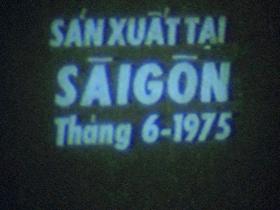 SẢN XUẤT TẠI
SÀIGÒN
Tháng 6-1975